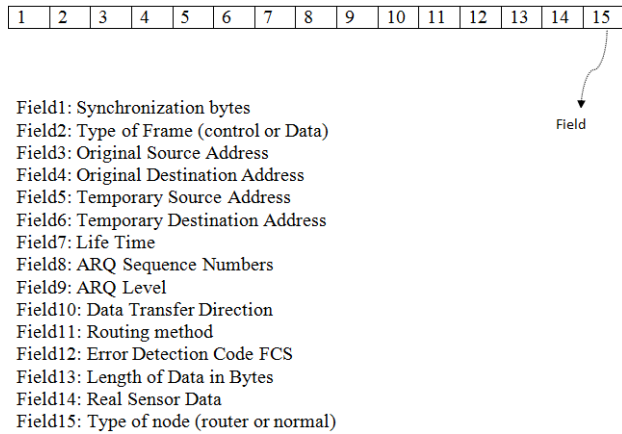 1 2 3 4 5 6 7 8 9 10 11 12 13 14 15
Field
Field1: Synchronization bytes
Field2: Type of Frame (control or Data)
Field3: Original Source Address
Field4: Original Destination Address
Field5: Temporary Source Address
Field6: Temporary Destination Address
Field7: Life Time
Field8: ARQ Sequence Numbers
Field9: ARQ Level
Field10: Data Transfer Direction
Field11: Routing method
Field12: Error Detection Code FCS
Field13: Length of Data in Bytes
Field14: Real Sensor Data
Field15: Type of node (router or normal)